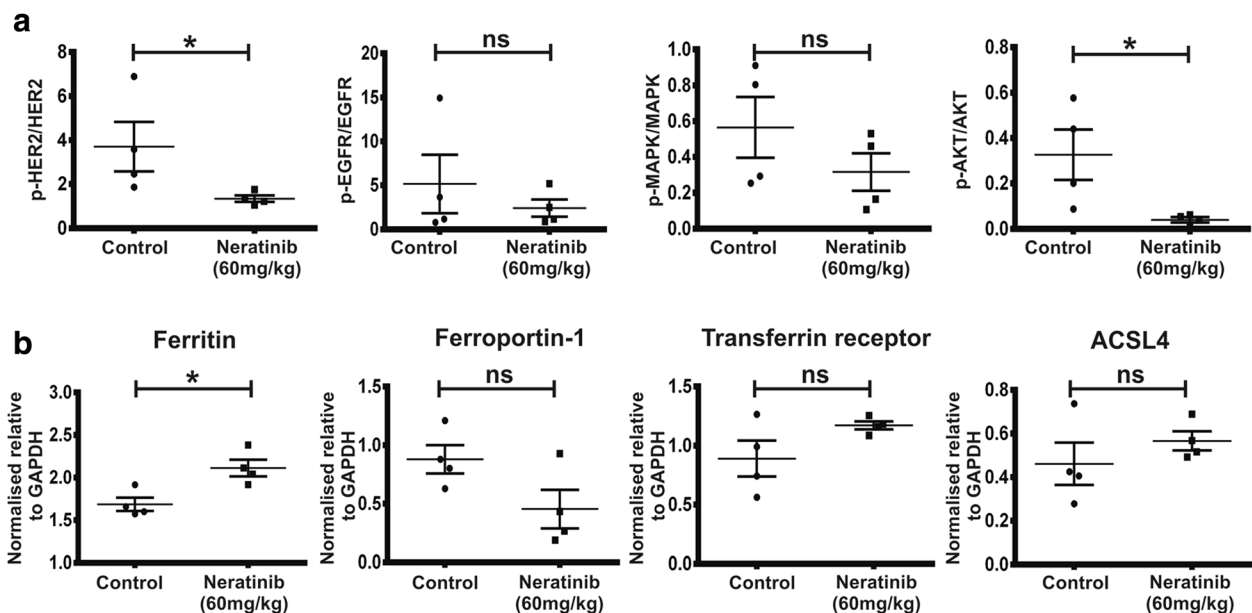 a
* ns ns *
p-HER2/HER2
8
6
4
2
0
Control Neratinib
(60mg/kg)
p-EGFR/EGFR
20
15
10
5
0
Control Neratinib
(60mg/kg)
p-MAPK/MAPK
1.0
0.8
0.6
0.4
0.2
0.0
Control Neratinib
(60mg/kg)
p-AKT/AKT
0.8
0.6
0.4
0.2
0.0
Control Neratinib
(60mg/kg)
b
Ferritin
*
Normalised relative
to GAPDH
3.0
2.5
2.0
1.5
1.0
Control Neratinib
(60mg/kg)
Ferroportin-1
ns
Normalised relative
to GAPDH
1.5
1.0
0.5
0.0
Control Neratinib
(60mg/kg)
Transferrin receptor
ns
Normalised relative
to GAPDH
1.5
1.0
0.5
0.0
Control Neratinib
(60mg/kg)
ACSL4
ns
Normalised relative
to GAPDH
0.8
0.6
0.4
0.2
0.0
Control Neratinib
(60mg/kg)